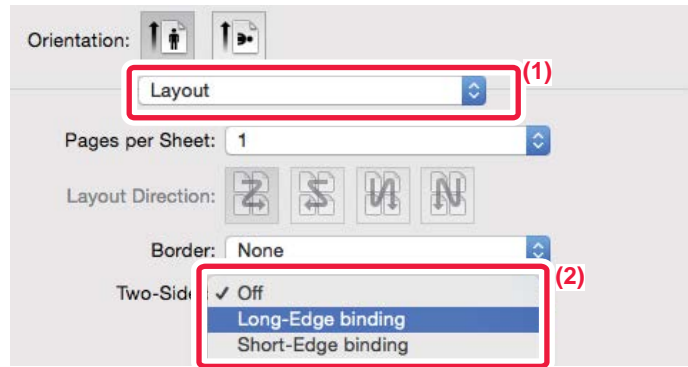 Orientation:
(1)
Layout
Pages per Sheet: 1
Layout Direction:
Border: None
(2)
Two-Side ✓ Off
Long-Edge binding
Short-Edge binding